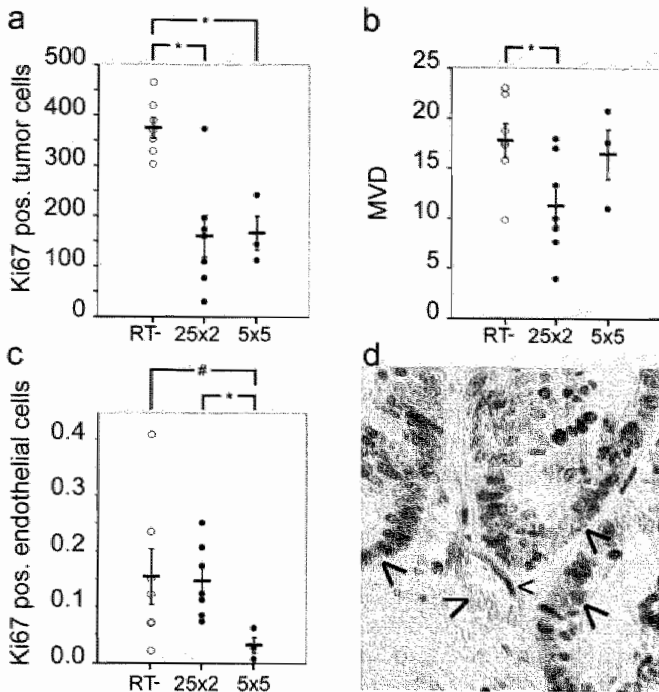 a
*
*
500
400
300
200
100
0
Ki67 pos. tumor cells
RT- 25x2 5x5
b
*
25
20
15
10
5
0
MVD
RT- 25x2 5x5
c
#
*
0.4
0.3
0.2
0.1
0.0
Ki67 pos. endothelial cells
RT- 25x2 5x5
d